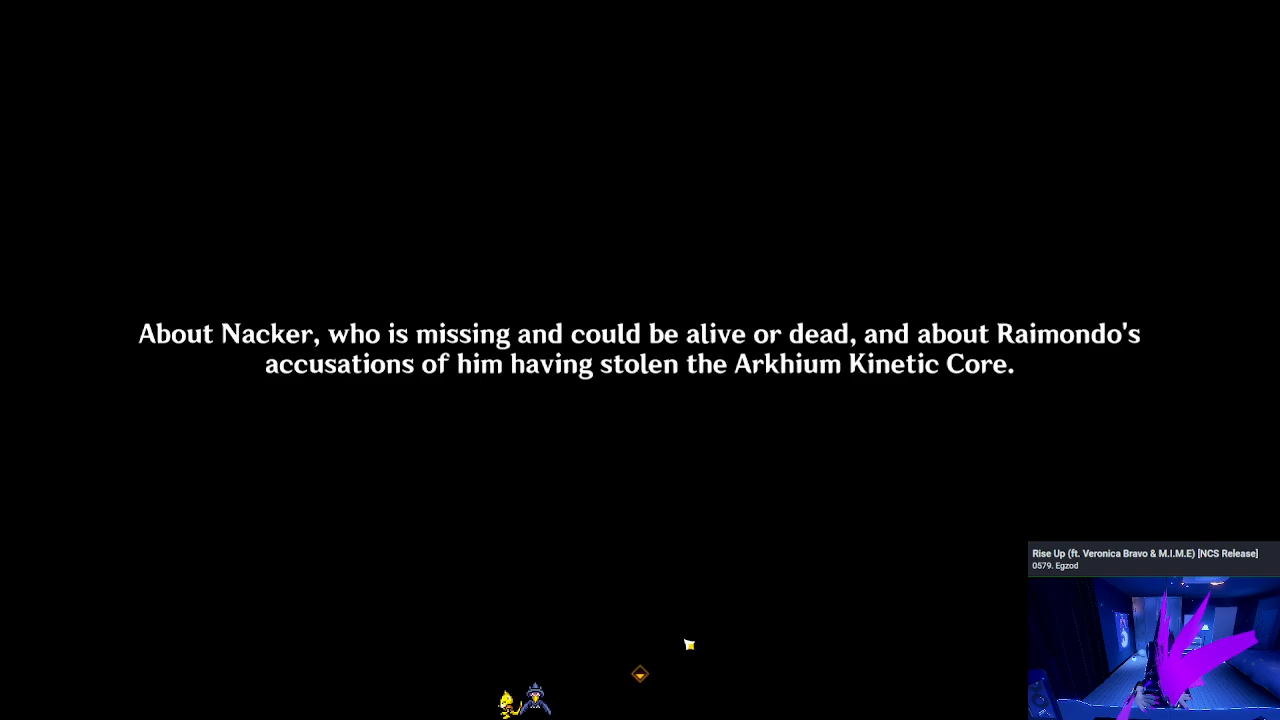 About Nacker, who is missing and could be alive or dead, and about Raimondo's
accusations of him having stolen the Arkhium Kinetic Core.
Rise Up (ft. Veronica Bravo & M.I.M.E) [NCS Release]
0579. Egzod